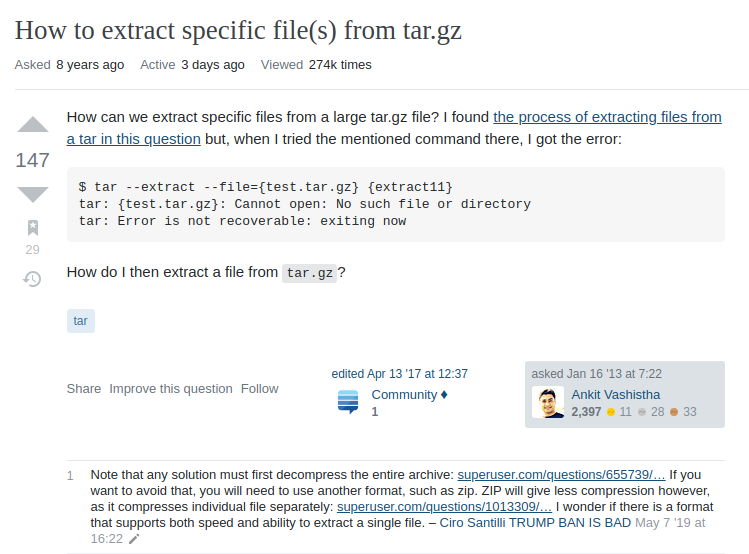 How to extract specific file(s) from tar.gz
Asked 8 years ago Active 3 days ago Viewed 274k times
How can we extract specific files from a large tar.gz file? I found the process of extracting files from
a tar in this question but, when I tried the mentioned command there, I got the error:
147
$ tar --extract --file={test.tar.gz} {extract11}
tar: {test.tar.gz}: Cannot open: No such file or directory
tar: Error is not recoverable: exiting now
29
How do I then extract a file from tar.gz?
tar
Share Improve this question Follow
edited Apr 13 '17 at 12:37
Community ♦
1
asked Jan 16 '13 at 7:22
Ankit Vashistha
2,397 11 28 33
1 Note that any solution must first decompress the entire archive: superuser.com/questions/655739/… If you
want to avoid that, you will need to use another format, such as zip. ZIP will give less compression however,
as it compresses individual file separately: superuser.com/questions/1013309/… I wonder if there is a format
that supports both speed and ability to extract a single file. – Ciro Santilli TRUMP BAN IS BAD May 7 '19 at
16:22